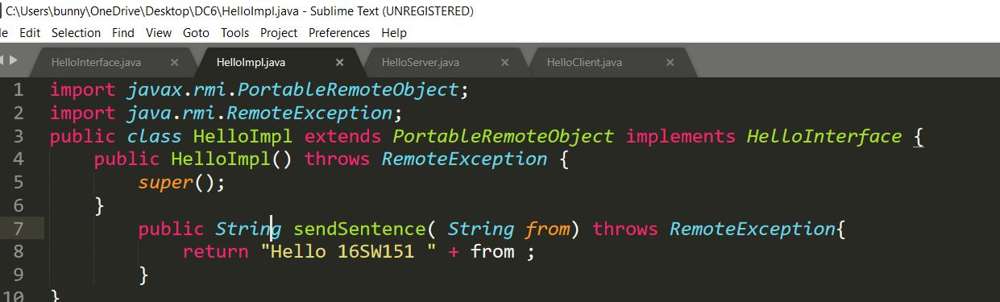 C:\Users\bunny\OneDrive\Desktop\DC6\HelloImpl.java - Sublime Text (UNREGISTERED)
le Edit Selection Find View Goto Tools Project Preferences Help
HelloInterface.java × HelloImpl.java × HelloServer.java × HelloClient.java ×
1 import javax.rmi.PortableRemoteObject;
2 import java.rmi.RemoteException;
3 public class HelloImpl extends PortableRemoteObject implements HelloInterface {
4 public HelloImpl() throws RemoteException {
5 super();
6 }
7 public String sendSentence( String from) throws RemoteException{
8 return "Hello 16SW151 " + from ;
9 }
10 }